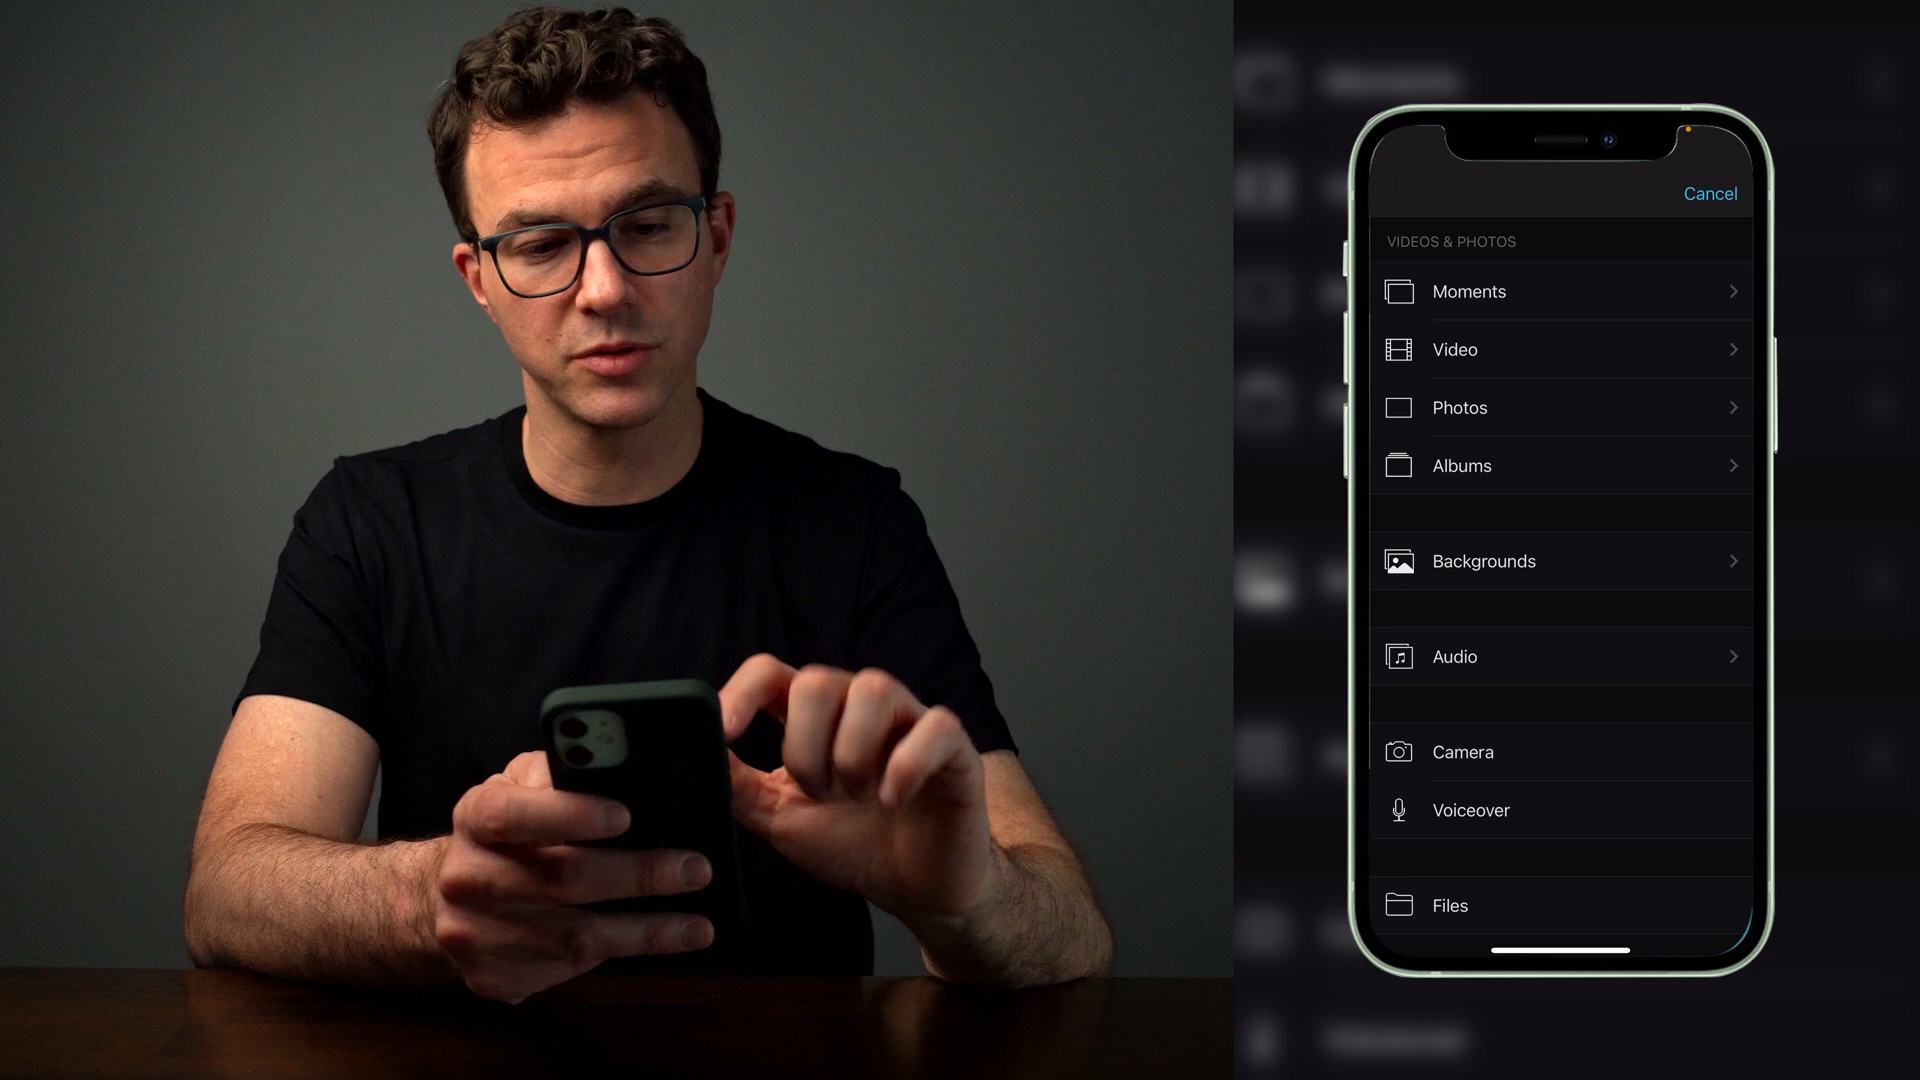 Cancel
VIDEOS & PHOTOS
Moments
Video
Photos
Albums
Backgrounds
Audio
Camera
Voiceover
Files